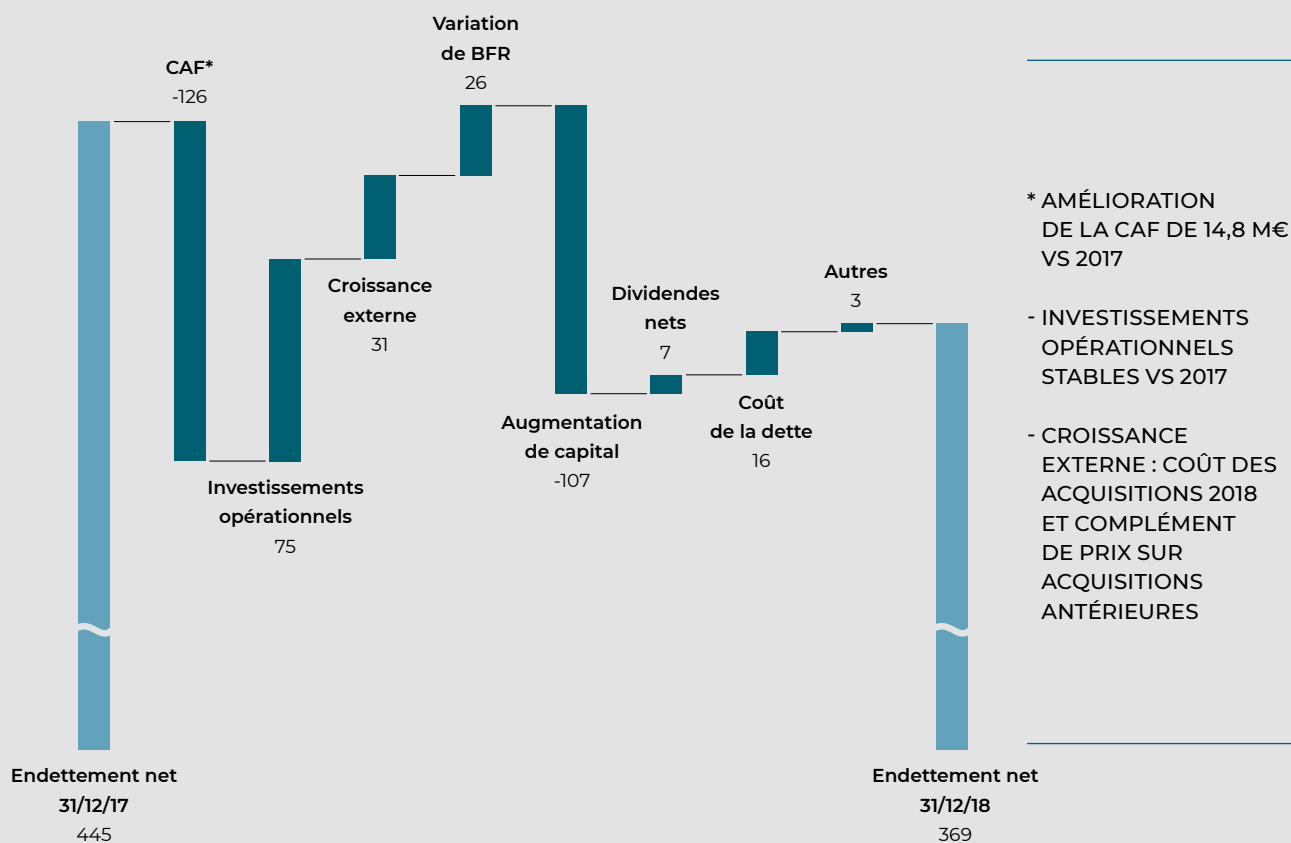 CAF*
-126
Investissements
opérationnels
75
Croissance
externe
31
Variation
de BFR
26
Augmentation
de capital
-107
Dividendes
nets
7
Coût
de la dette
16
Autres
3
Endettement net
31/12/17
445
Endettement net
31/12/18
369
* AMÉLIORATION
DE LA CAF DE 14,8 M€
VS 2017
- INVESTISSEMENTS
OPÉRATIONNELS
STABLES VS 2017
- CROISSANCE
EXTERNE : COÛT DES
ACQUISITIONS 2018
ET COMPLÉMENT
DE PRIX SUR
ACQUISITIONS
ANTÉRIEURES